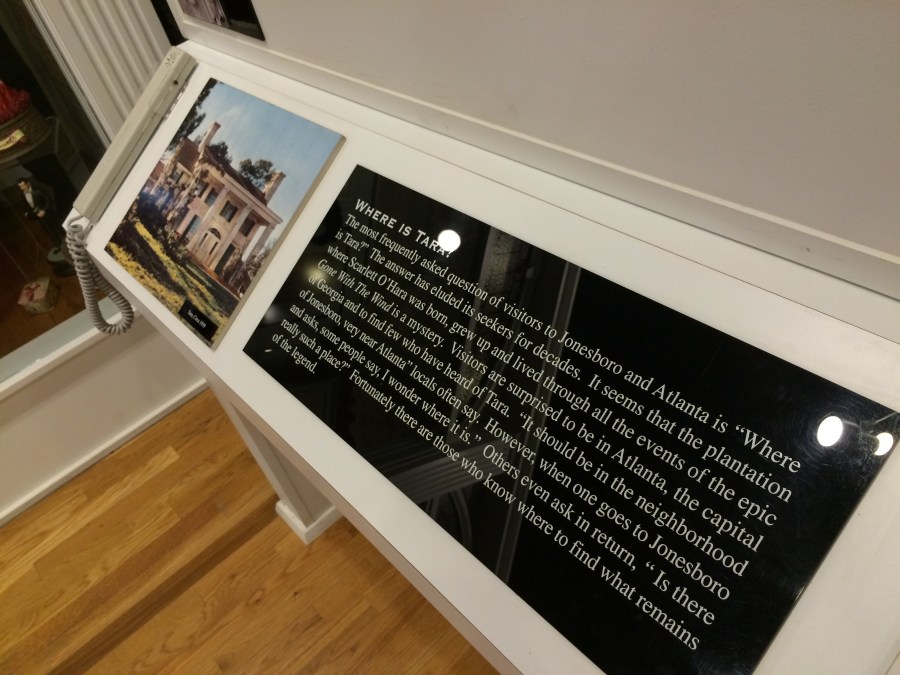 WHERE IS TARA?
The most frequently asked question of visitors to Jonesboro and Atlanta is “Where
is Tara?” The answer has eluded its seekers for decades. It seems that the plantation
where Scarlett O’Hara was born, grew up and lived through all the events of the epic
Gone With The Wind is a mystery. Visitors are surprised to be in Atlanta, the capital
of Georgia and to find few who have heard of Tara. “It should be in the neighborhood
of Jonesboro, very near Atlanta” locals often say. However, when one goes to Jonesboro
and asks, some people say, I wonder where it is.” Others even ask in return, “ Is there
really such a place?” Fortunately there are those who know where to find what remains
of the legend.